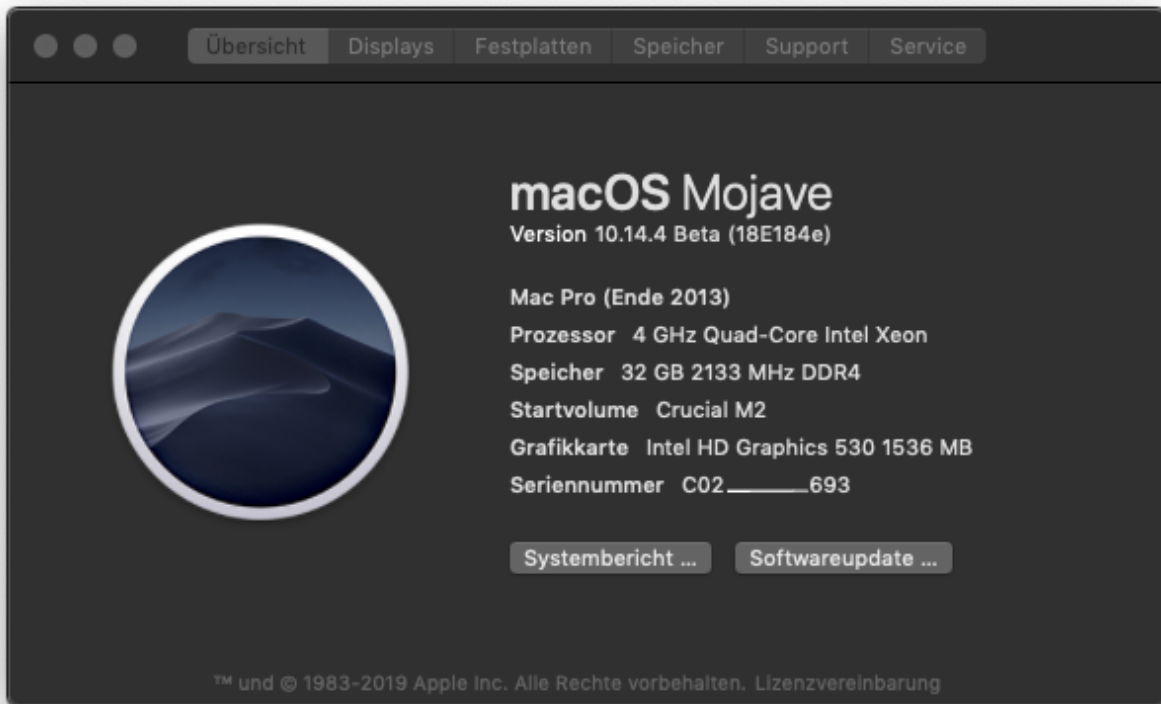 Übersicht Displays Festplatten Speicher Support Service
macOS Mojave
Version 10.14.4 Beta (18E184e)
Mac Pro (Ende 2013)
Prozessor 4 GHz Quad-Core Intel Xeon
Speicher 32 GB 2133 MHz DDR4
Startvolume Crucial M2
Grafikkarte Intel HD Graphics 530 1536 MB
Seriennummer C02 693
Systembericht ... Softwareupdate ...
™ und © 1983-2019 Apple Inc. Alle Rechte vorbehalten. Lizenzvereinbarung